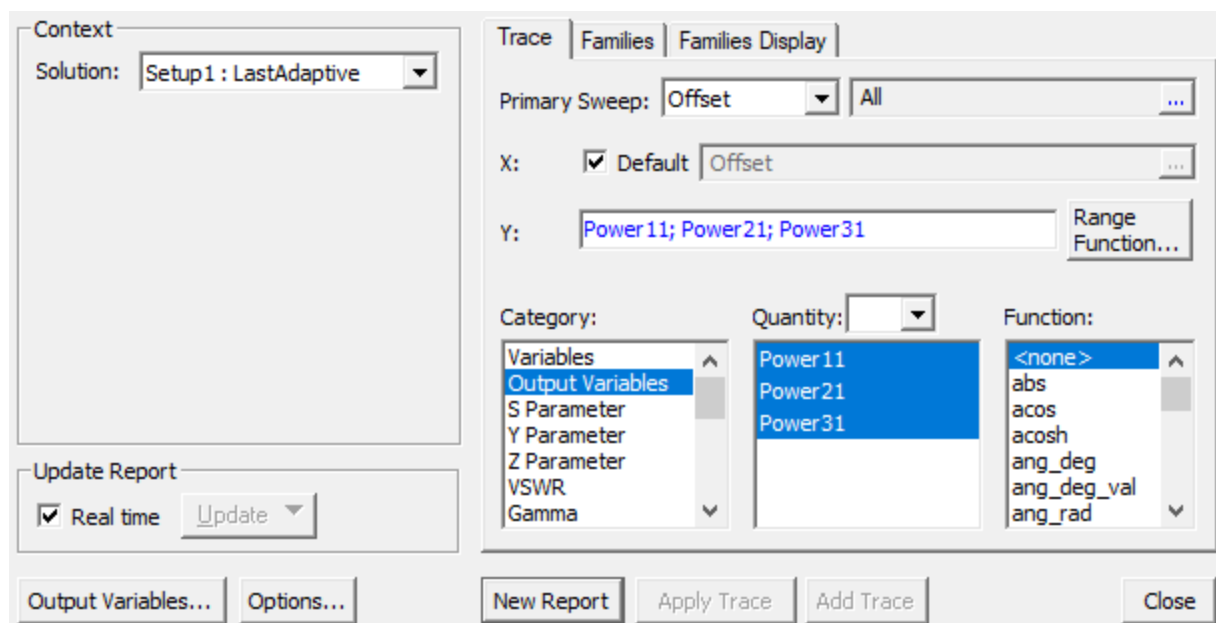 Context
Solution: Setup1 : LastAdaptive
Trace Families Families Display
Primary Sweep: Offset All ...
X: Default Offset ...
Y: Power11; Power21; Power31
Range
Function...
Category:
Variables
Output Variables
S Parameter
Y Parameter
Z Parameter
VSWR
Gamma
Quantity:
Power11
Power21
Power31
Function:
<none>
abs
acos
acosh
ang_deg
ang_deg_val
ang_rad
Update Report
Real time Update
Output Variables... Options... New Report Apply Trace Add Trace Close